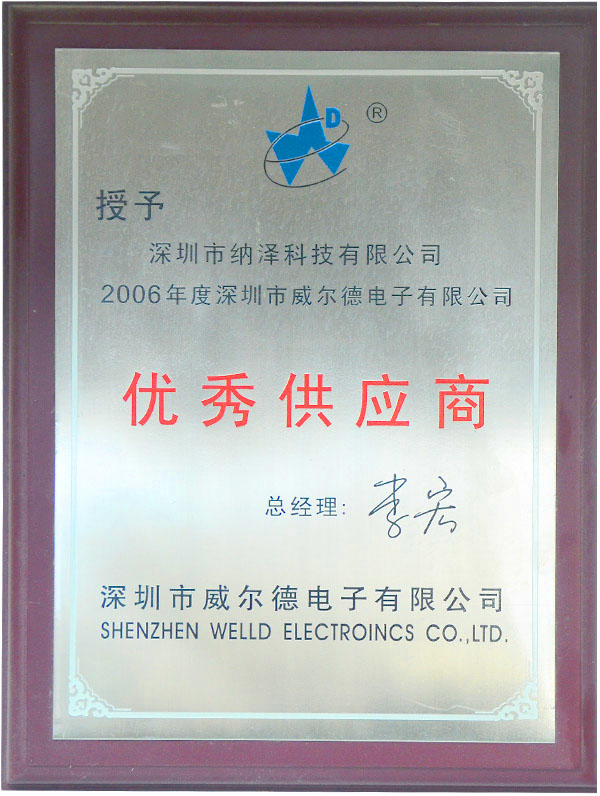 D ®
授予
深圳市纳泽科技有限公司
2006年度深圳市威尔德电子有限公司
优秀供应商
总经理: 李宏
深圳市威尔德电子有限公司
SHENZHEN WELLD ELECTROINCS CO.,LTD.